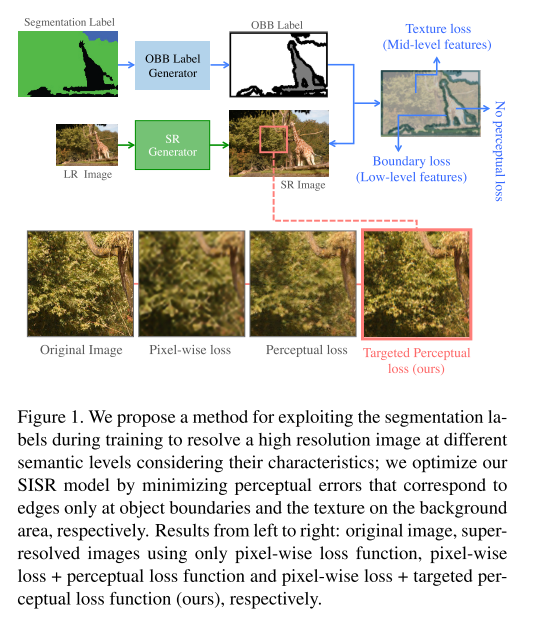 Segmentation Label
OBB Label
Generator
OBB Label
Texture loss
(Mid-level features)
No perceptual loss
SR
Generator
LR Image
SR Image
Boundary loss
(Low-level features)
Original Image
Pixel-wise loss
Perceptual loss
Targeted Perceptual
loss (ours)
Figure 1. We propose a method for exploiting the segmentation la-
bels during training to resolve a high resolution image at different
semantic levels considering their characteristics; we optimize our
SISR model by minimizing perceptual errors that correspond to
edges only at object boundaries and the texture on the background
area, respectively. Results from left to right: original image, super-
resolved images using only pixel-wise loss function, pixel-wise
loss + perceptual loss function and pixel-wise loss + targeted per-
ceptual loss function (ours), respectively.